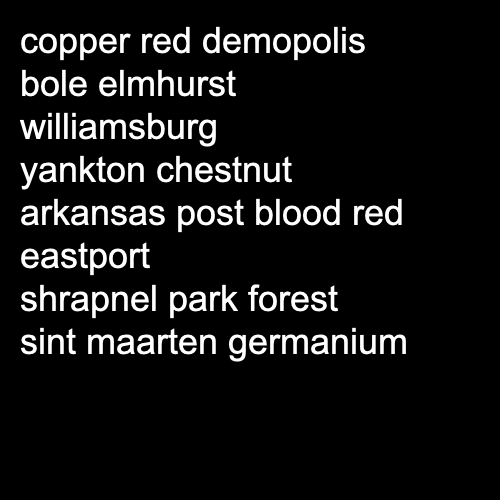 copper red demopolis
bole elmhurst
williamsburg
yankton chestnut
arkansas post blood red
eastport
shrapnel park forest
sint maarten germanium